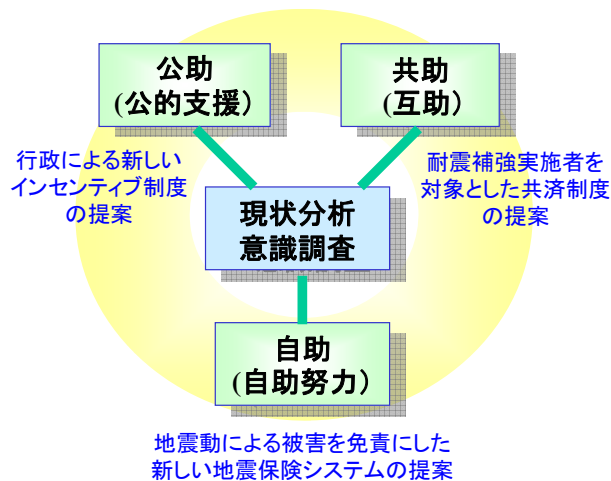 公助
(公的支援)
共助
(互助)
行政による新しい
インセンティブ制度
の提案
耐震補強実施者を
対象とした共済制度
の提案
現状分析
意識調査
自助
(自助努力)
地震動による被害を免責にした
新しい地震保険システムの提案